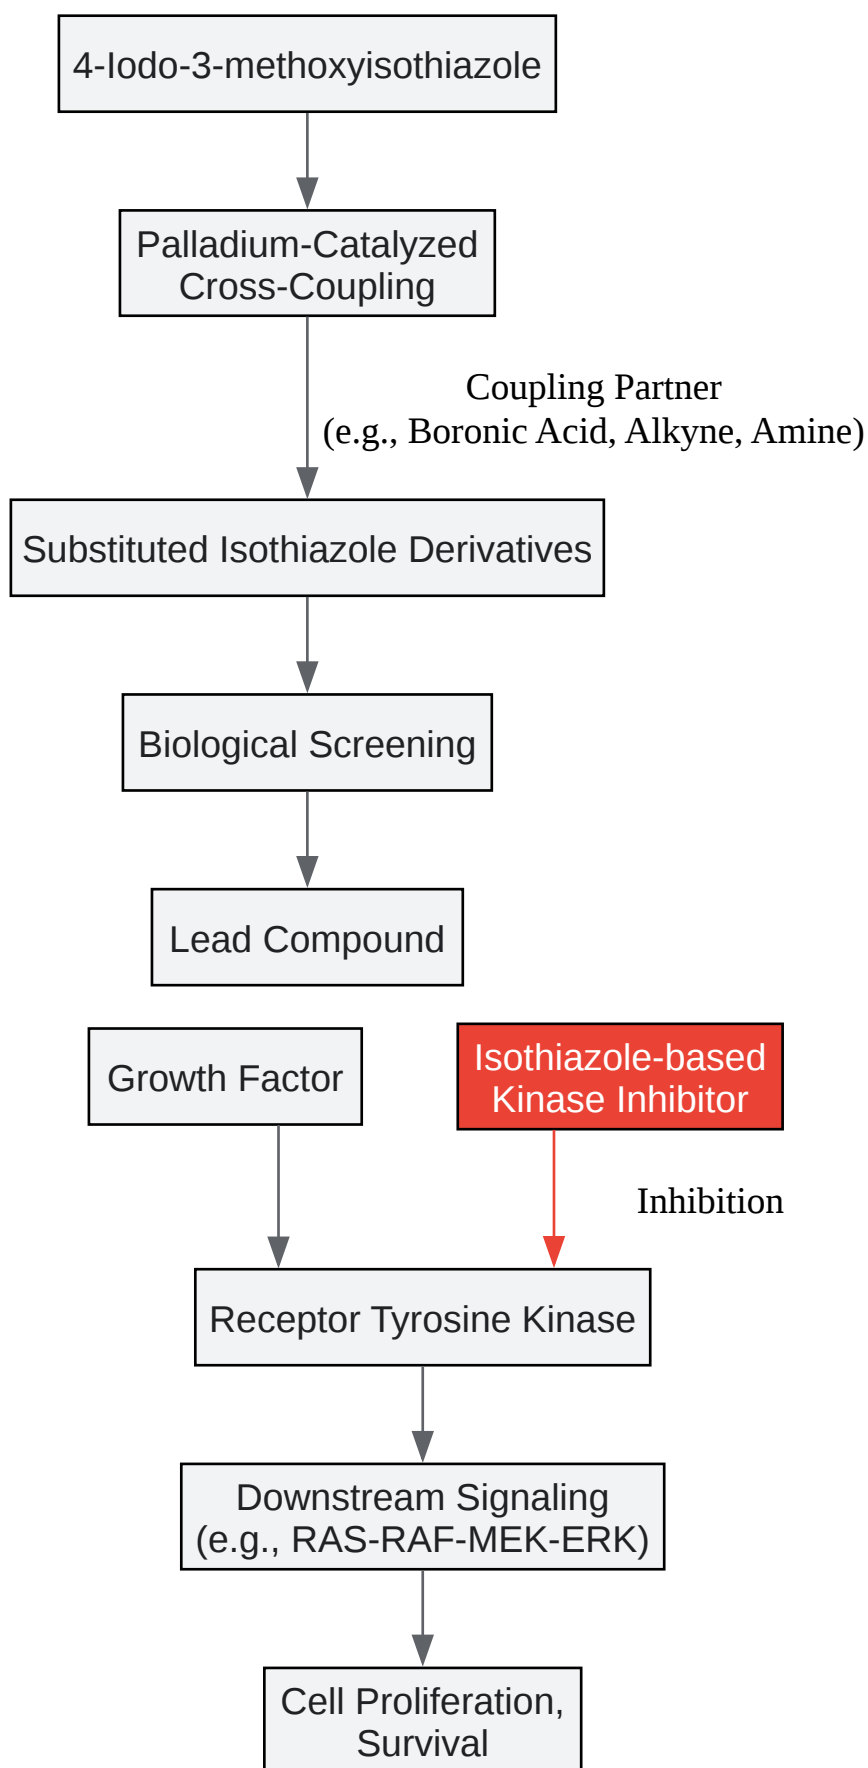 4-Iodo-3-methoxyisothiazole
Palladium-Catalyzed
Cross-Coupling
Coupling Partner
(e.g., Boronic Acid, Alkyne, Amine)
Substituted Isothiazole Derivatives
Biological Screening
Lead Compound
Growth Factor
Isothiazole-based
Kinase Inhibitor
Inhibition
Receptor Tyrosine Kinase
Downstream Signaling
(e.g., RAS-RAF-MEK-ERK)
Cell Proliferation,
Survival